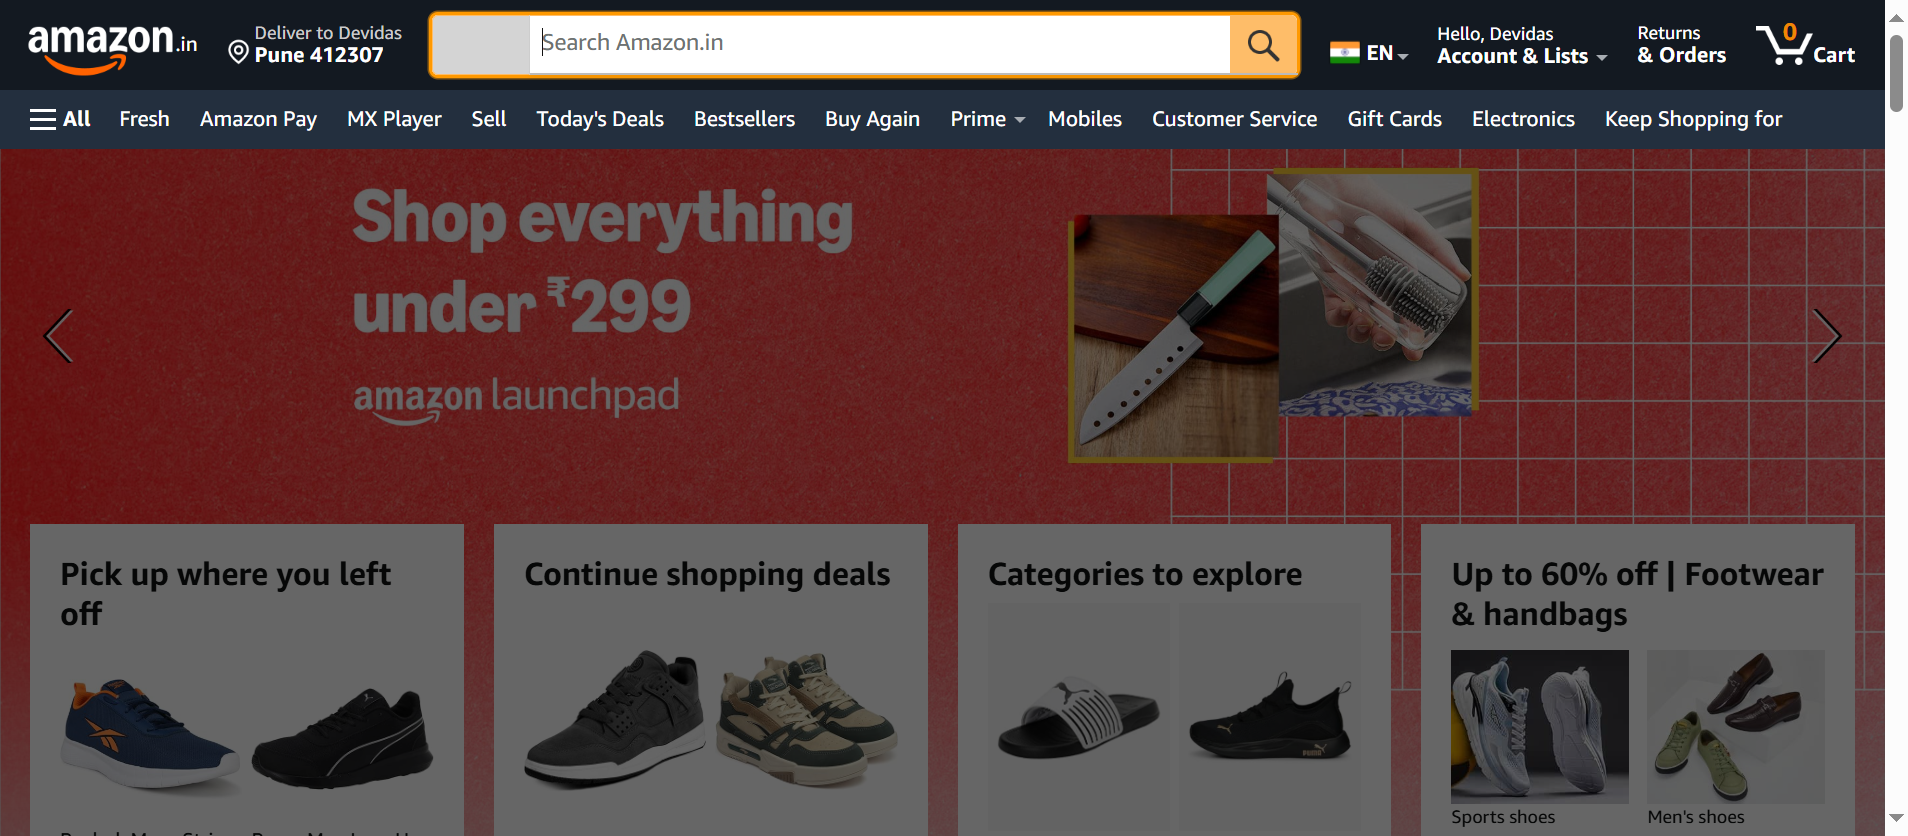 amazon.in
Deliver to Devidas
Pune 412307
Search Amazon.in
EN
Hello, Devidas
Account & Lists
Returns
& Orders
0
Cart
All
Fresh
Amazon Pay
MX Player
Sell
Today's Deals
Bestsellers
Buy Again
Prime
Mobiles
Customer Service
Gift Cards
Electronics
Keep Shopping for
Shop everything
under ₹299
amazon launchpad
Pick up where you left
off
Continue shopping deals
Categories to explore
PUMA
Up to 60% off | Footwear
& handbags
Sports shoes
Men's shoes